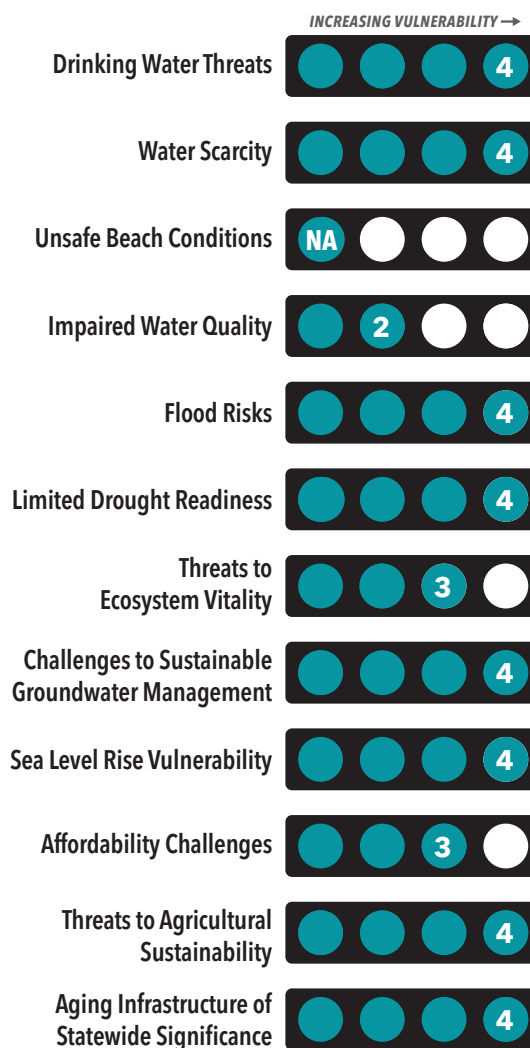 INCREASING VULNERABILITY →
Drinking Water Threats 4
Water Scarcity 4
Unsafe Beach Conditions NA
Impaired Water Quality 2
Flood Risks 4
Limited Drought Readiness 4
Threats to
Ecosystem Vitality 3
Challenges to Sustainable
Groundwater Management 4
Sea Level Rise Vulnerability 4
Affordability Challenges 3
Threats to Agricultural
Sustainability 4
Aging Infrastructure of
Statewide Significance 4